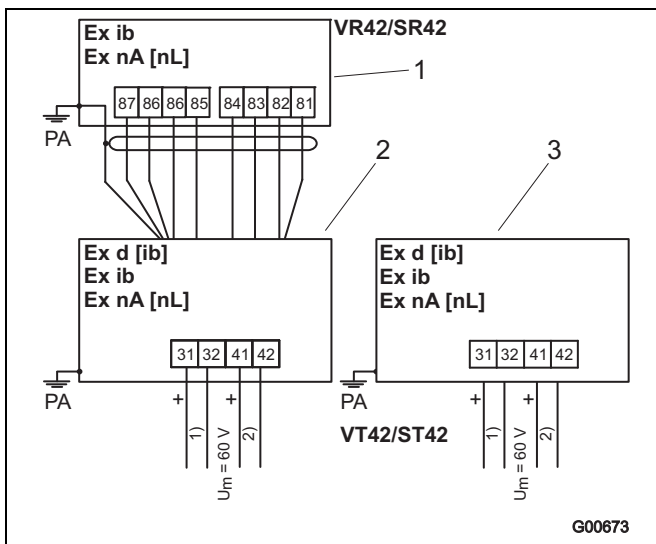 Ex ib
Ex nA [nL]
VR42/SR42
1
87 86 86 85 84 83 82 81
PA
2
3
Ex d [ib]
Ex ib
Ex nA [nL]
31 32 41 42
PA
+ +
1)
Um = 60 V
2)
Ex d [ib]
Ex ib
Ex nA [nL]
31 32 41 42
PA
+ +
VT42/ST42
1)
Um = 60 V
2)
G00673